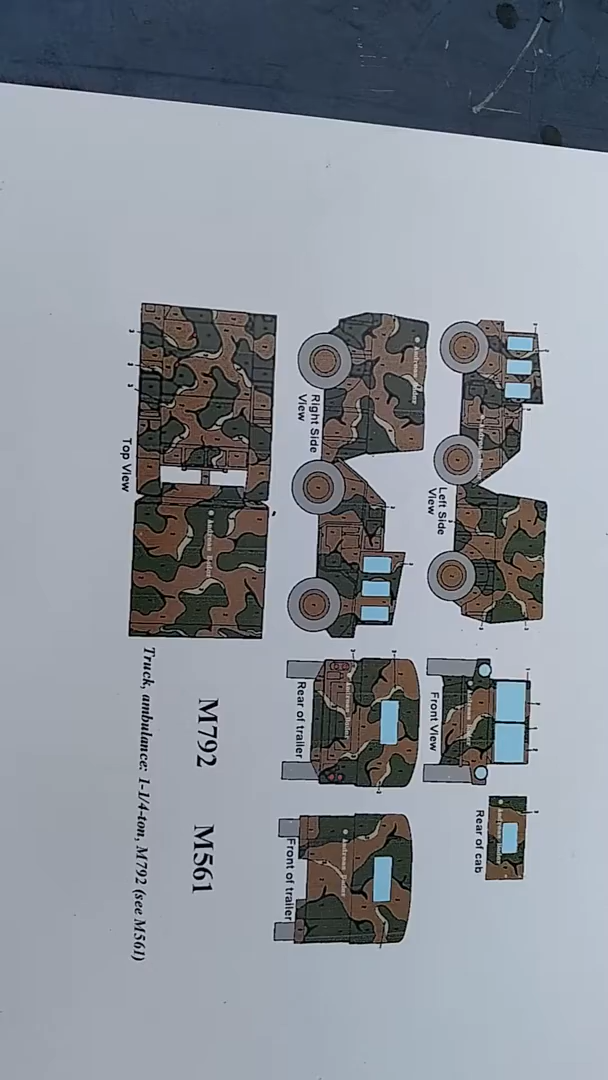 Left Side
View
Front View
Rear of cab
Right Side
View
Rear of trailer
Front of trailer
Top View
M792
M561
Truck, ambulance: 1-1/4-ton, M792 (see M561)